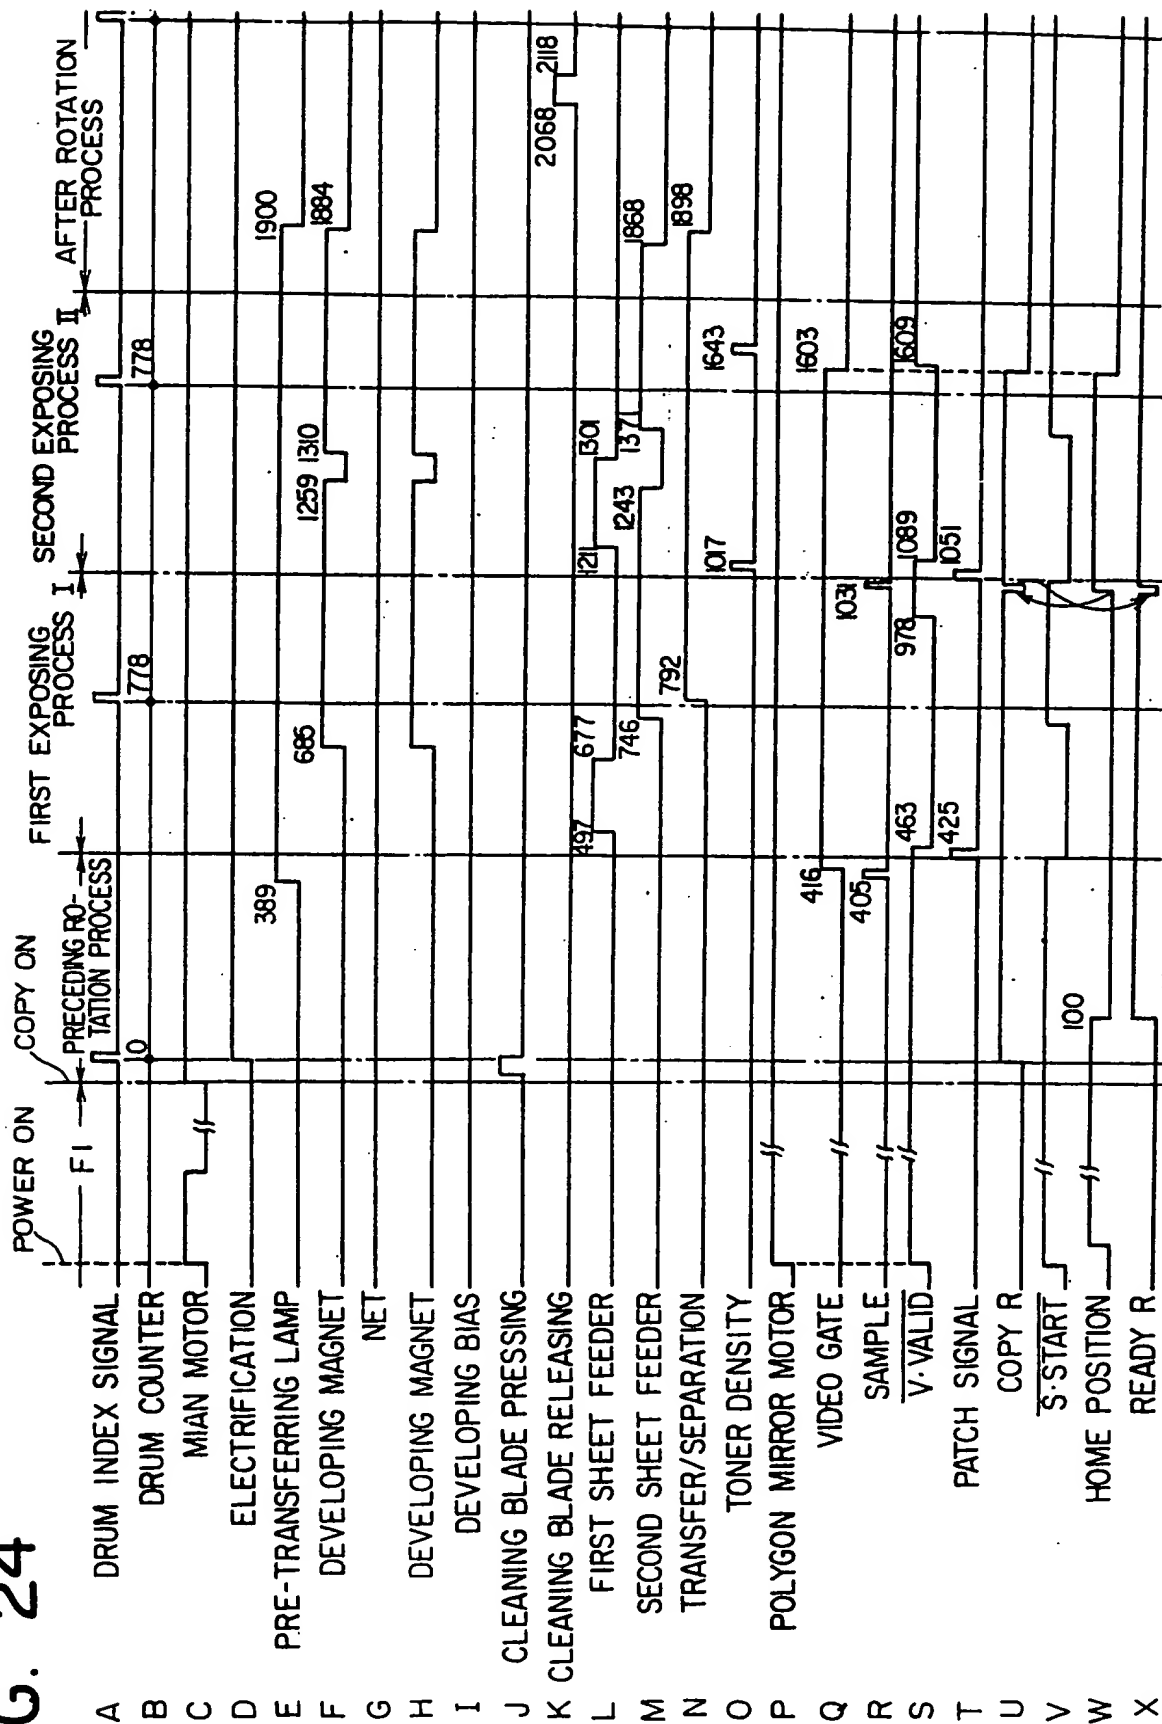 G. 24
POWER ON
COPY ON
F1
PRECEDING RO-
TATION PROCESS
FIRST EXPOSING
PROCESS I
SECOND EXPOSING
PROCESS II
AFTER ROTATION
PROCESS
A DRUM INDEX SIGNAL
B DRUM COUNTER 10 778 778
C MIAN MOTOR
D ELECTRIFICATION
E PRE-TRANSFERRING LAMP 389 1900
F DEVELOPING MAGNET 685 1259 1310 1884
G NET
H DEVELOPING MAGNET
I DEVELOPING BIAS
J CLEANING BLADE PRESSING
K CLEANING BLADE RELEASING 2068 2118
L FIRST SHEET FEEDER 497 677 1211 1301
M SECOND SHEET FEEDER 746 1243 1371 1868
N TRANSFER/SEPARATION 792 1898
O TONER DENSITY 1017 1643
P POLYGON MIRROR MOTOR
Q VIDEO GATE 416 1603
R SAMPLE 405 1031
S V·VALID 463 978 1089 1609
T PATCH SIGNAL 425 1051
U COPY R.
V S·START
W HOME POSITION 100
X READY R.